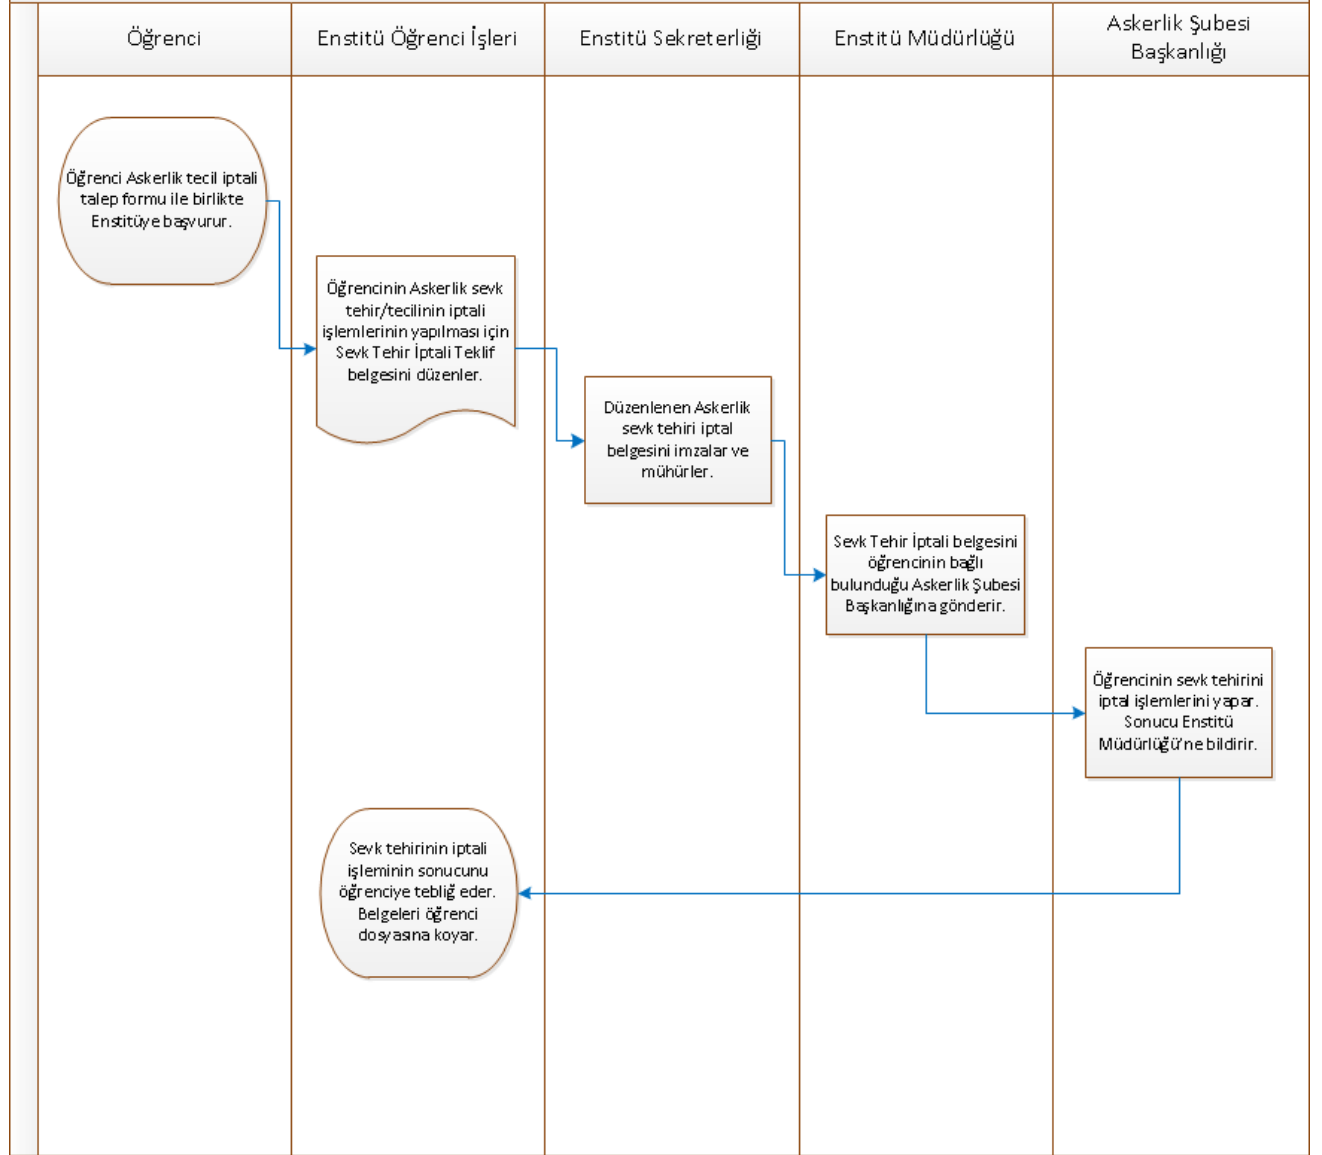 Öğrenci
Enstitü Öğrenci İşleri
Enstitü Sekreterliği
Enstitü Müdürlüğü
Askerlik Şubesi
Başkanlığı
Öğrenci Askerlik tecil iptali
talep formu ile birlikte
Enstitüye başvurur.
Öğrencinin Askerlik sevk
tehir/tecilinin iptali
işlemlerinin yapılması için
Sevk Tehir İptali Teklif
belgesini düzenler.
Düzenlenen Askerlik
sevk tehiri iptal
belgesini imzalar ve
mühürler.
Sevk Tehir İptali belgesini
öğrencinin bağlı
bulunduğu Askerlik Şubesi
Başkanlığına gönderir.
Öğrencinin sevk tehirini
iptal işlemlerini yapar.
Sonucu Enstitü
Müdürlüğü'ne bildirir.
Sevk tehirinin iptali
işleminin sonucunu
öğrenciye tebliğ eder.
Belgeleri öğrenci
dosyasına koyar.